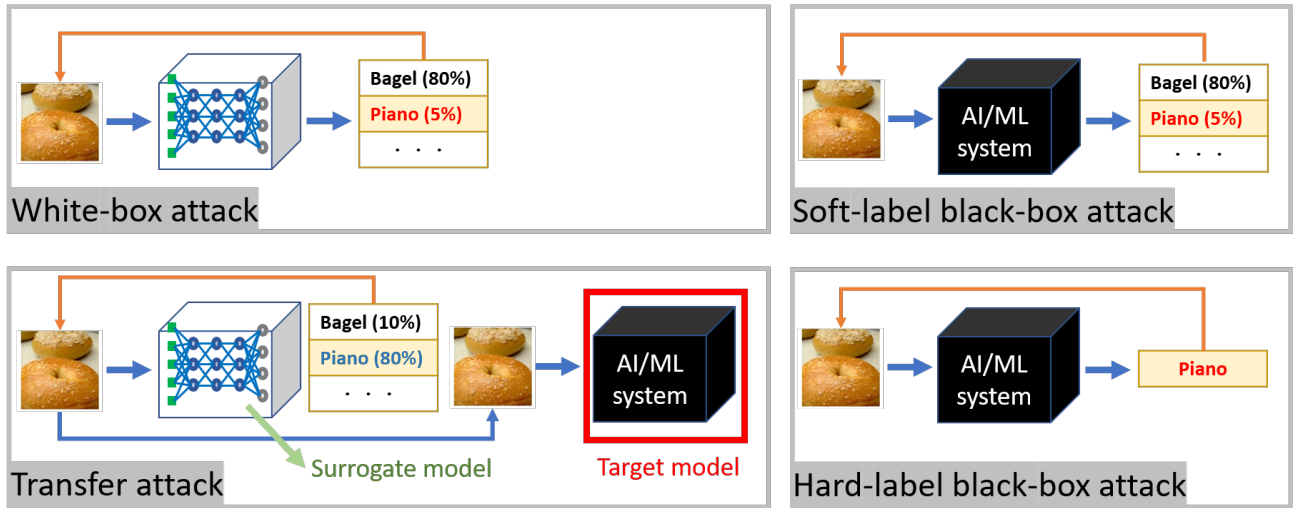 Bagel (80%)
Piano (5%)
. . .
White-box attack
AI/ML
system
Bagel (80%)
Piano (5%)
. . .
Soft-label black-box attack
Bagel (10%)
Piano (80%)
. . .
AI/ML
system
Surrogate model
Target model
Transfer attack
AI/ML
system
Piano
Hard-label black-box attack